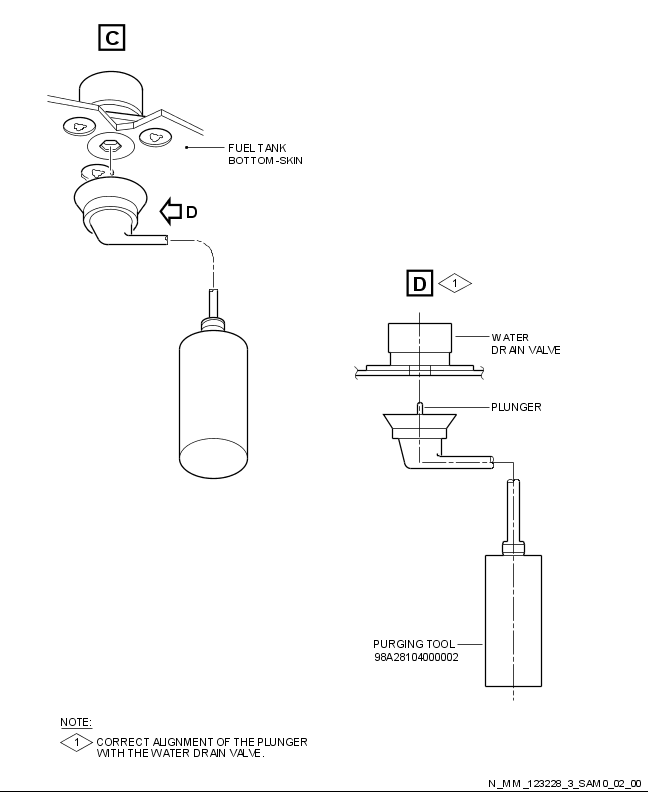 C
FUEL TANK
BOTTOM-SKIN
D
D 1
WATER
DRAIN VALVE
PLUNGER
PURGING TOOL
98A28104000002
NOTE:
1 CORRECT ALIGNMENT OF THE PLUNGER
WITH THE WATER DRAIN VALVE.
N_MM_123228_3_SAM0_02_00